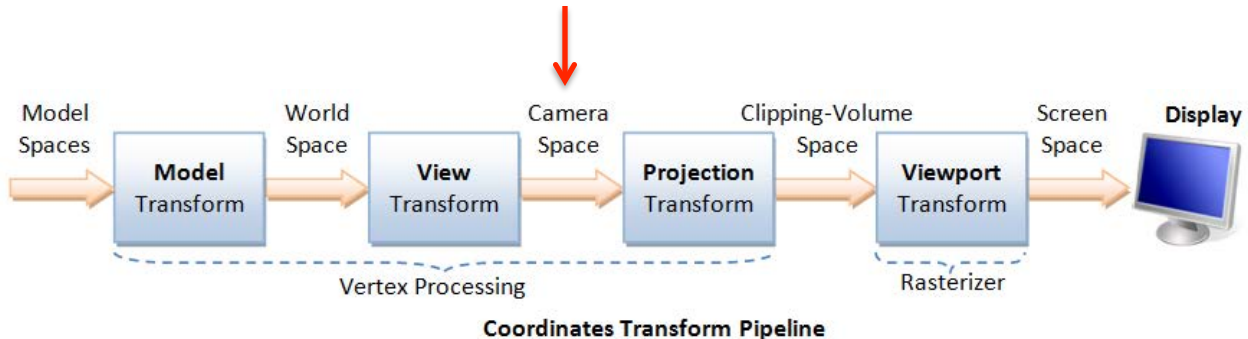 Model
Spaces
Model
Transform
World
Space
View
Transform
Camera
Space
Projection
Transform
Clipping-Volume
Space
Viewport
Transform
Screen
Space
Display
Vertex Processing
Rasterizer
Coordinates Transform Pipeline